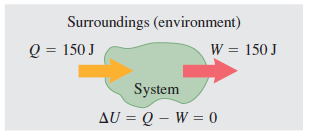 Surroundings (environment)
Q = 150 J
W = 150 J
System
ΔU = Q − W = 0